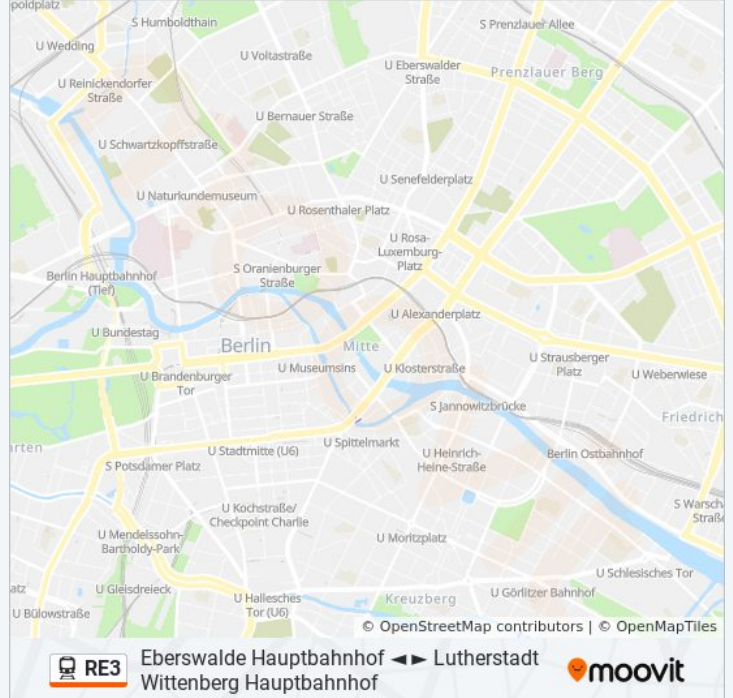 poldplatz
S Humboldthain
S Prenzlauer Allee
U Wedding
U Voltastraße
U Eberswalder
Straße
Prenzlauer Berg
U Reinickendorfer
Straße
U Bernauer Straße
U Schwartzkopffstraße
U Senefelderplatz
U Naturkundemuseum
U Rosenthaler Platz
U Rosa-
Luxemburg-
Platz
Berlin Hauptbahnhof
(Tief)
S Oranienburger
Straße
U Alexanderplatz
U Bundestag
Berlin
Mitte
U Strausberger
Platz
U Museumsins
U Klosterstraße
U Weberwiese
U Brandenburger
Tor
S Jannowitzbrücke
Friedrich
rten
U Stadtmitte (U6)
U Spittelmarkt
U Heinrich-
Heine-Straße
Berlin Ostbahnhof
S Potsdamer Platz
S Warsch
Straße
U Kochstraße/
Checkpoint Charlie
U Mendelssohn-
Bartholdy-Park
U Moritzplatz
U Schlesisches Tor
atz
U Gleisdreieck
U Hallesches
Tor (U6)
Kreuzberg
U Görlitzer Bahnhof
U Bülowstraße
© OpenStreetMap contributors | © OpenMapTiles
RE3
Eberswalde Hauptbahnhof ◄► Lutherstadt
Wittenberg Hauptbahnhof
moovit